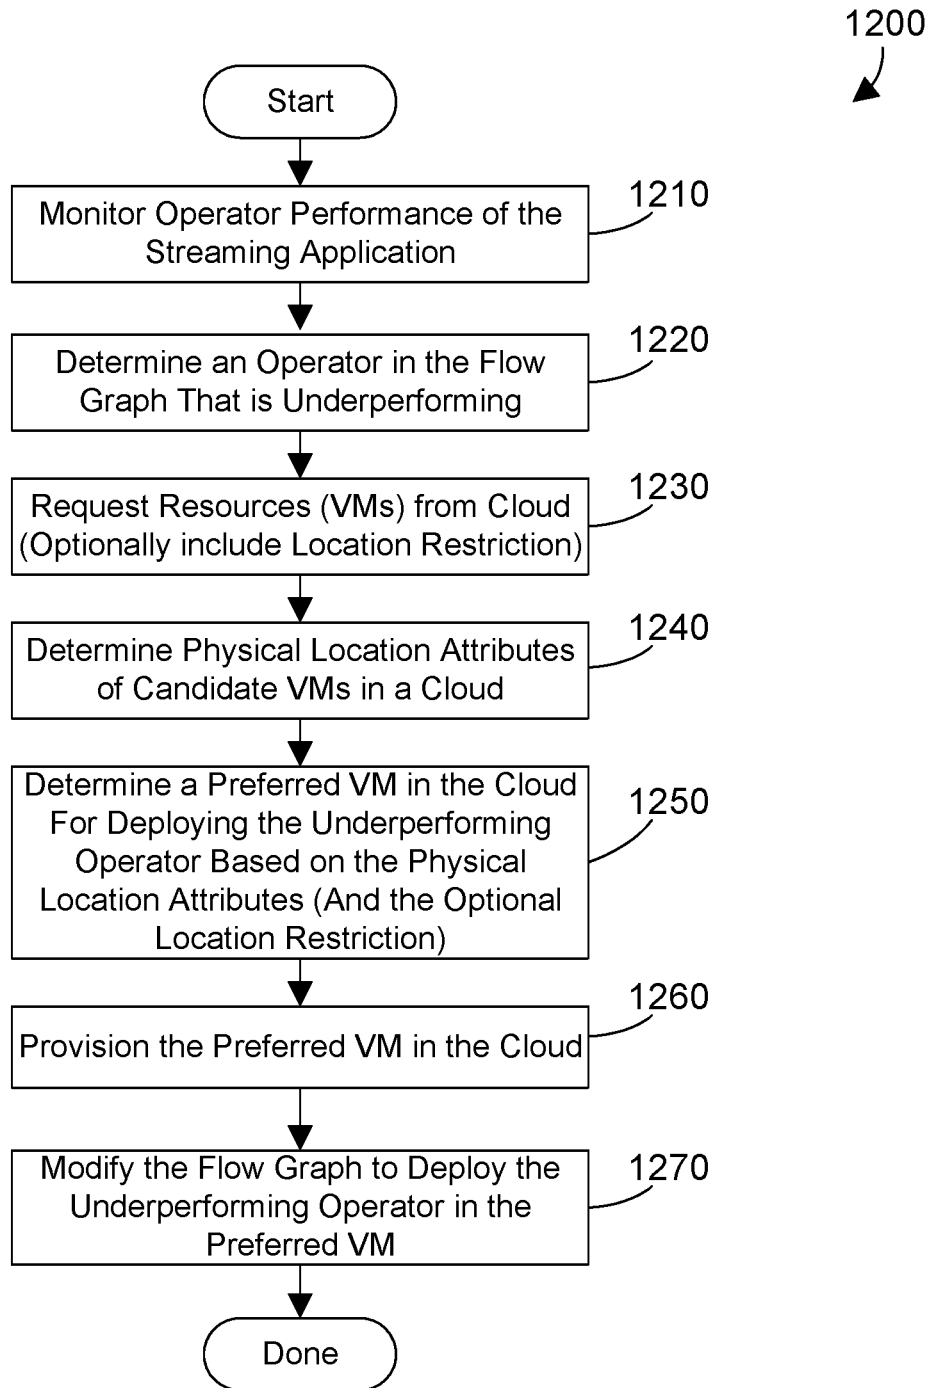 1200
Start
1210
Monitor Operator Performance of the
Streaming Application
1220
Determine an Operator in the Flow
Graph That is Underperforming
1230
Request Resources (VMs) from Cloud
(Optionally include Location Restriction)
1240
Determine Physical Location Attributes
of Candidate VMs in a Cloud
1250
Determine a Preferred VM in the Cloud
For Deploying the Underperforming
Operator Based on the Physical
Location Attributes (And the Optional
Location Restriction)
1260
Provision the Preferred VM in the Cloud
1270
Modify the Flow Graph to Deploy the
Underperforming Operator in the
Preferred VM
Done